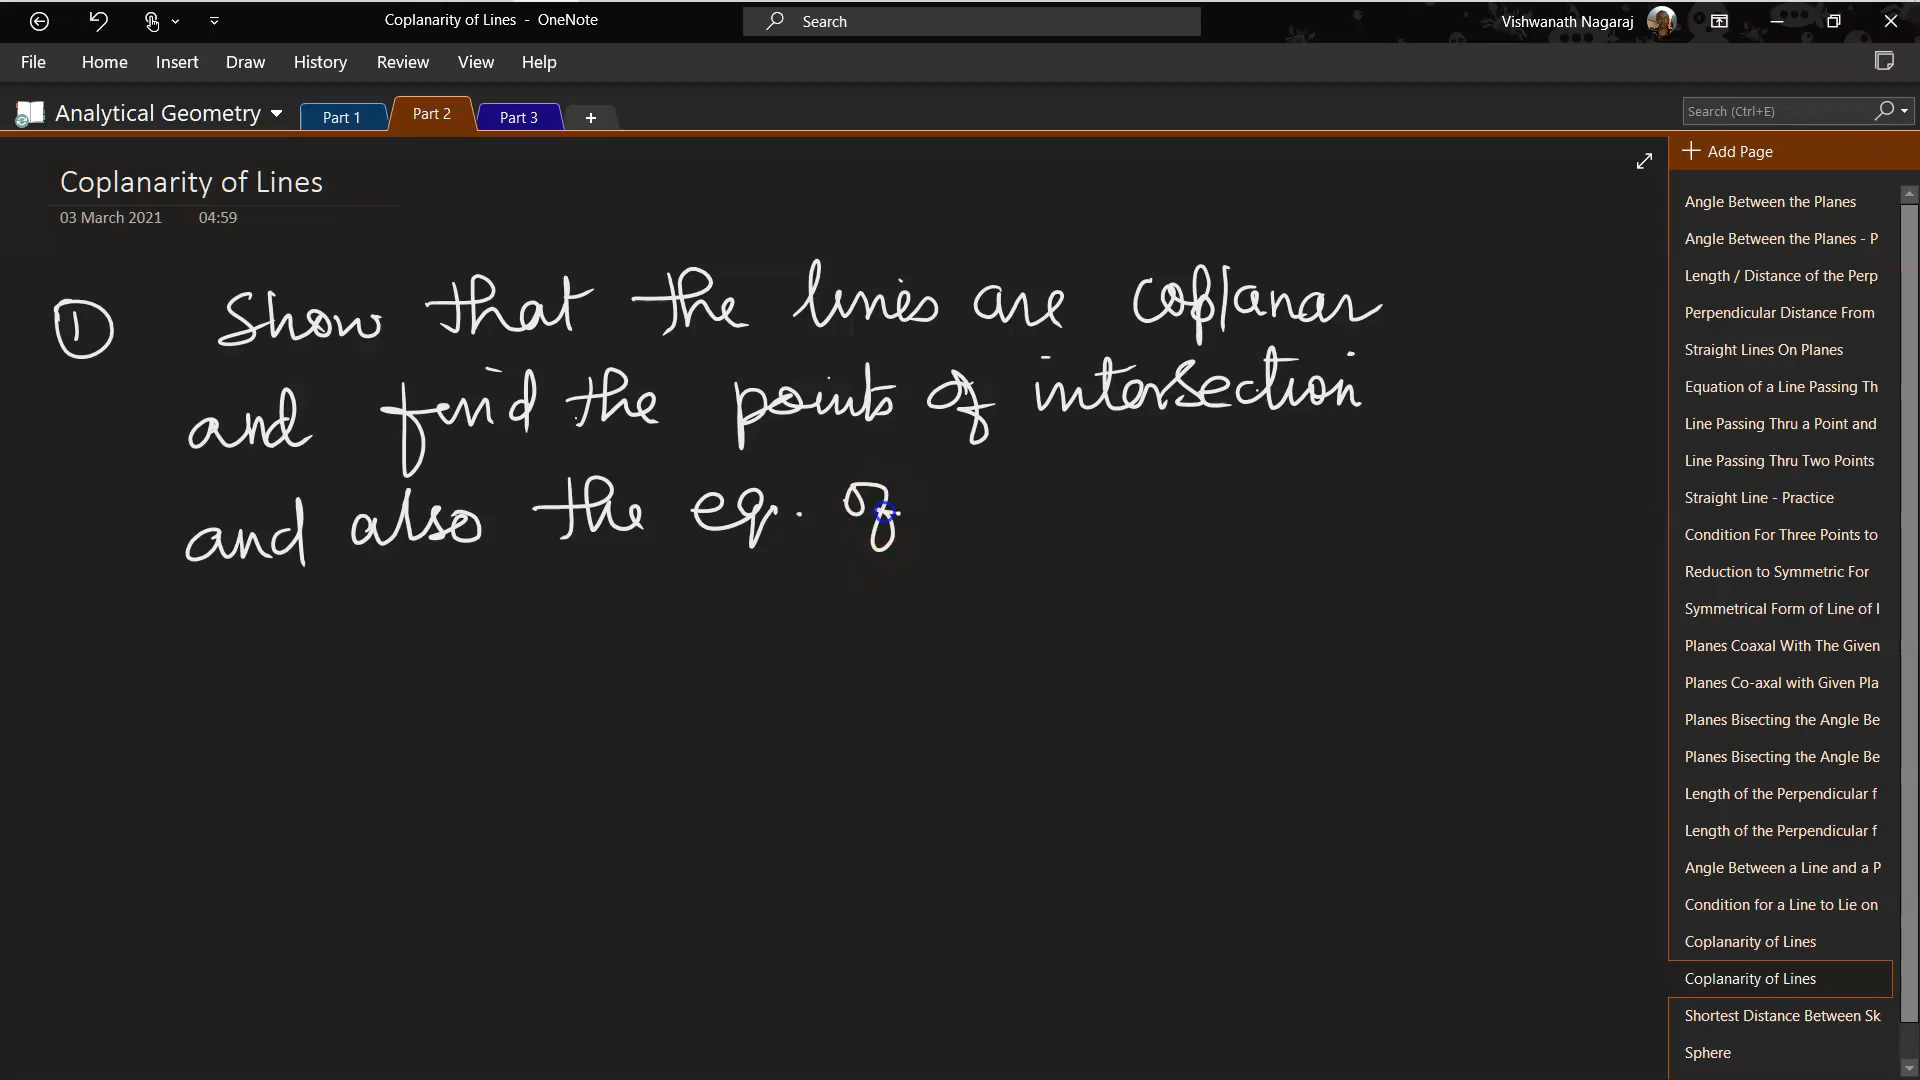 Coplanarity of Lines - OneNote
Search
Vishwanath Nagaraj
File Home Insert Draw History Review View Help
Analytical Geometry Part 1 Part 2 Part 3 +
Search (Ctrl+E)
Add Page
Coplanarity of Lines
03 March 2021 04:59
① Show that the lines are coplanar
and find the points of intersection
and also the eq. of
Angle Between the Planes
Angle Between the Planes - P
Length / Distance of the Perp
Perpendicular Distance From
Straight Lines On Planes
Equation of a Line Passing Th
Line Passing Thru a Point and
Line Passing Thru Two Points
Straight Line - Practice
Condition For Three Points to
Reduction to Symmetric For
Symmetrical Form of Line of I
Planes Coaxal With The Given
Planes Co-axal with Given Pla
Planes Bisecting the Angle Be
Planes Bisecting the Angle Be
Length of the Perpendicular f
Length of the Perpendicular f
Angle Between a Line and a P
Condition for a Line to Lie on
Coplanarity of Lines
Coplanarity of Lines
Shortest Distance Between Sk
Sphere